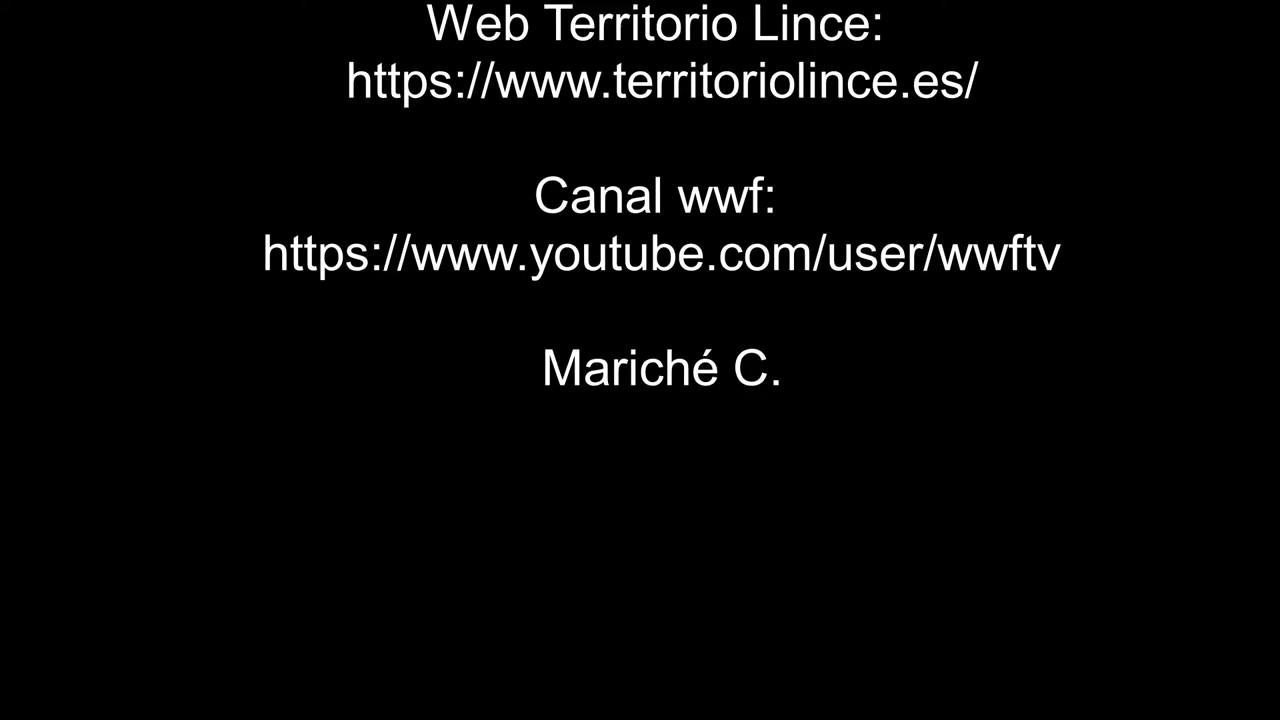 Web Territorio Lince:
https://www.territoriolince.es/
Canal wwf:
https://www.youtube.com/user/wwftv
Mariché C.